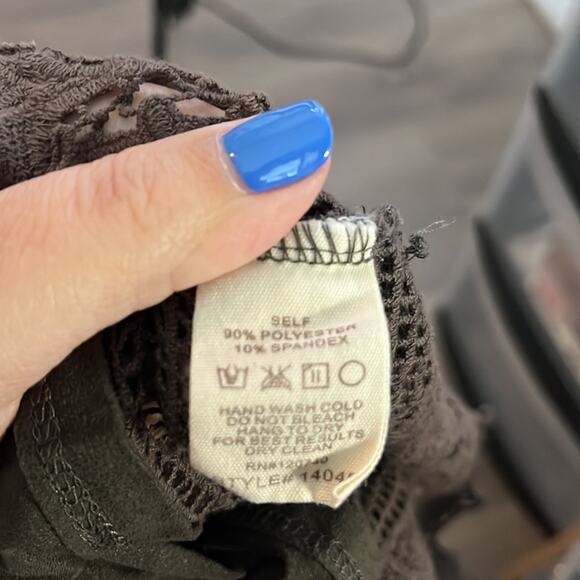 SELF
90% POLYESTER
10% SPANDEX
HAND WASH COLD
DO NOT BLEACH
HANG TO DRY
FOR BEST RESULTS
DRY CLEAN
STYLE#